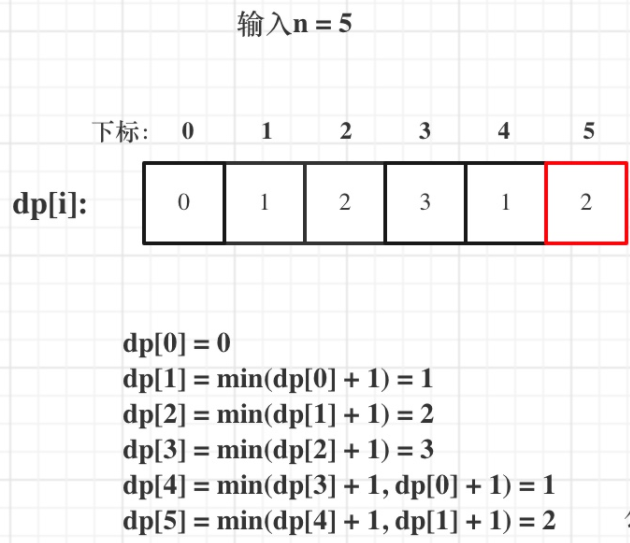 输入n = 5
下标: 0 1 2 3 4 5
dp[i]: 0 1 2 3 1 2
dp[0] = 0
dp[1] = min(dp[0] + 1) = 1
dp[2] = min(dp[1] + 1) = 2
dp[3] = min(dp[2] + 1) = 3
dp[4] = min(dp[3] + 1, dp[0] + 1) = 1
dp[5] = min(dp[4] + 1, dp[1] + 1) = 2